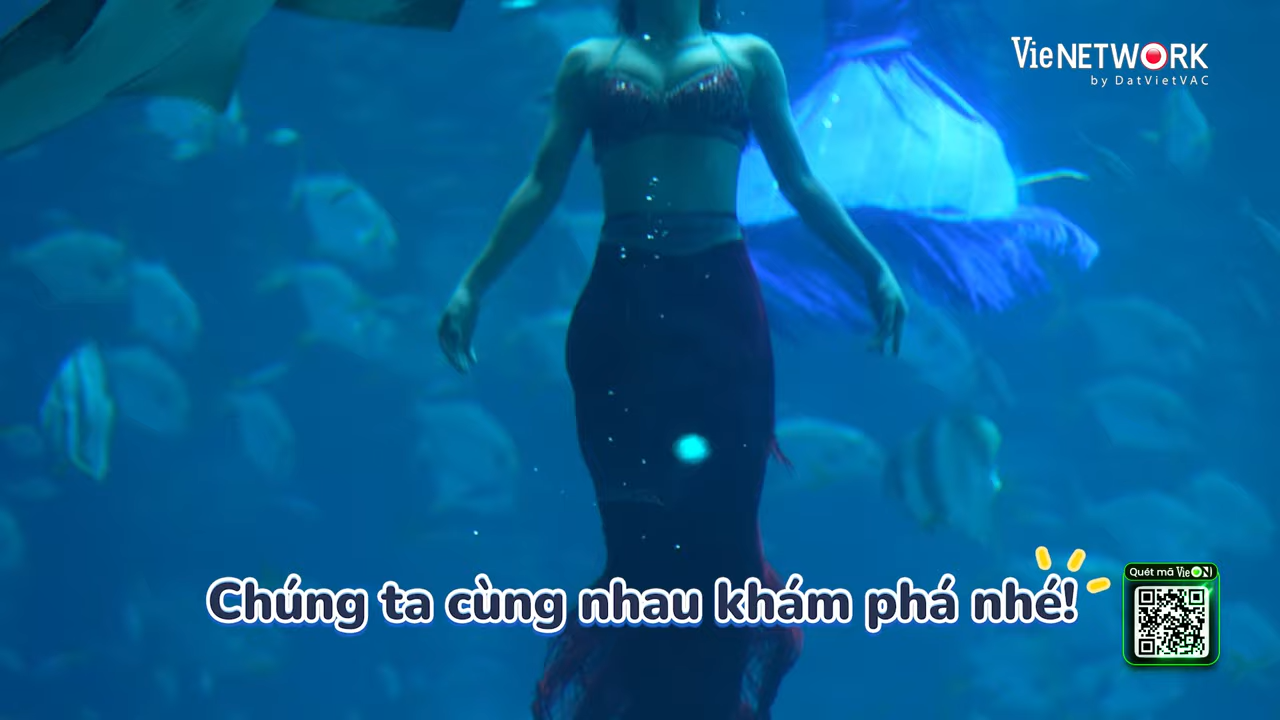 VieNETWORK
by DatVietVAC
Chúng ta cùng nhau khám phá nhé!
Quét mã VieON